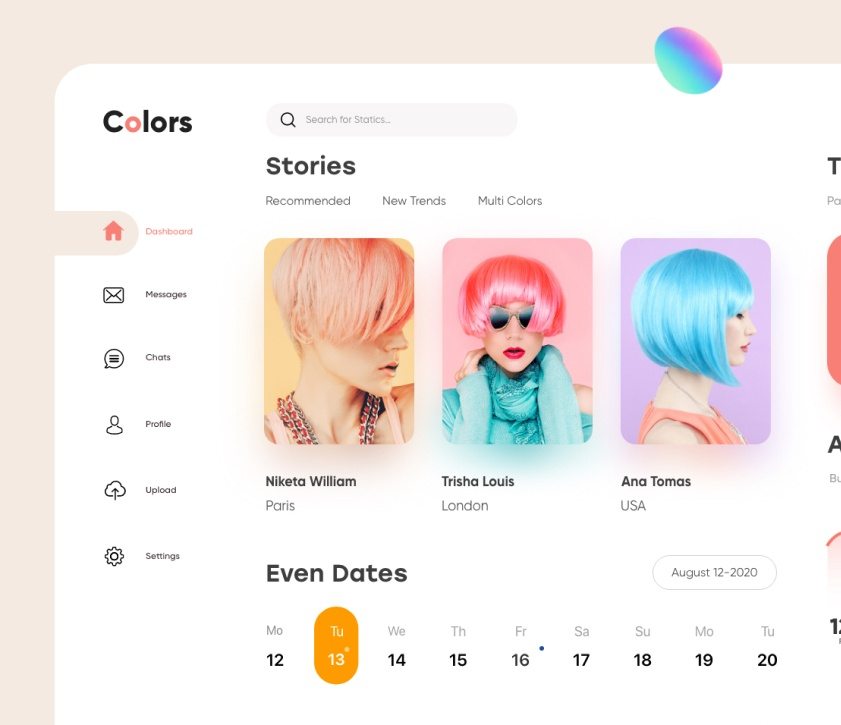 Colors
Search for Statics...
Stories
Recommended New Trends Multi Colors
Dashboard
Messages
Chats
Profile
Upload
Settings
Niketa William
Paris
Trisha Louis
London
Ana Tomas
USA
Even Dates
August 12-2020
Mo Tu We Th Fr Sa Su Mo Tu
12 13 14 15 16 17 18 19 20
T
Pa
A
Bu